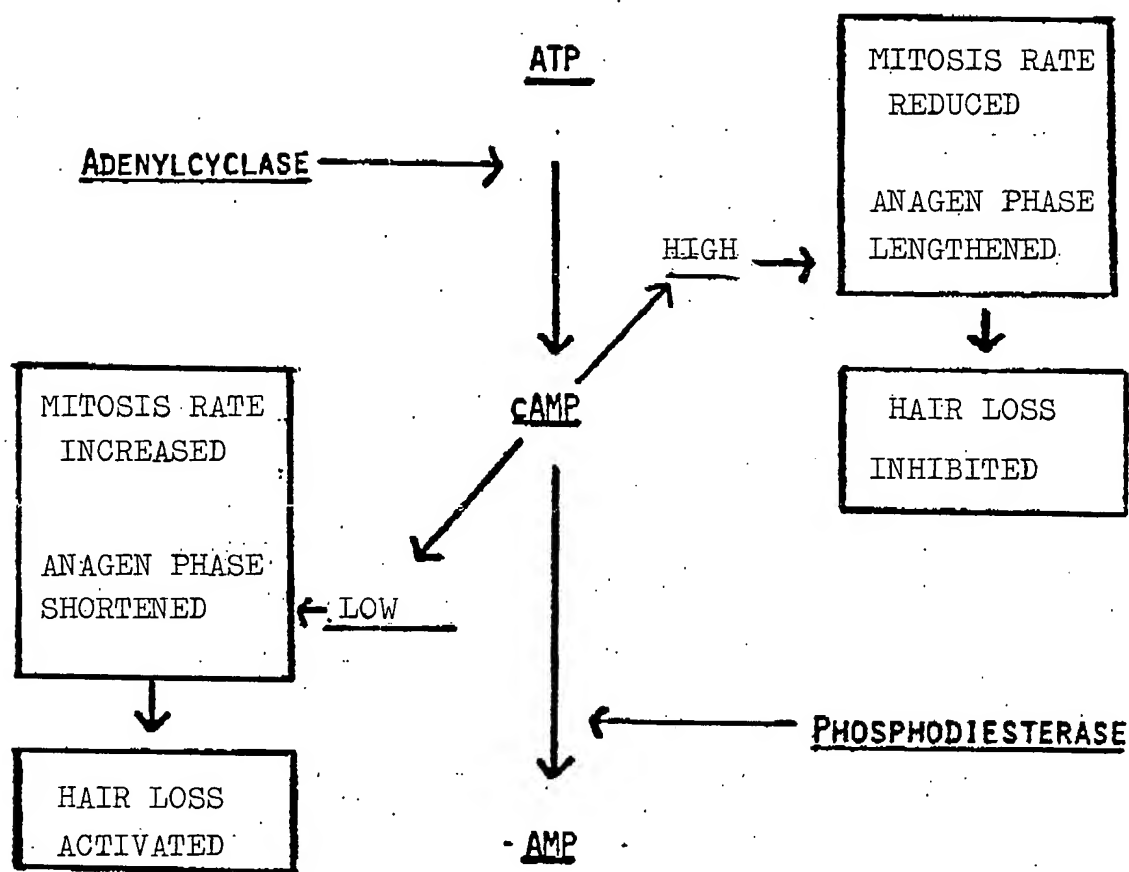 ATP
MITOSIS RATE
REDUCED
ADENYLCYCLASE
ANAGEN PHASE
LENGTHENED
HIGH
cAMP
HAIR LOSS
INHIBITED
MITOSIS RATE
INCREASED
ANAGEN PHASE
SHORTENED
LOW
PHOSPHODIESTERASE
HAIR LOSS
ACTIVATED
AMP